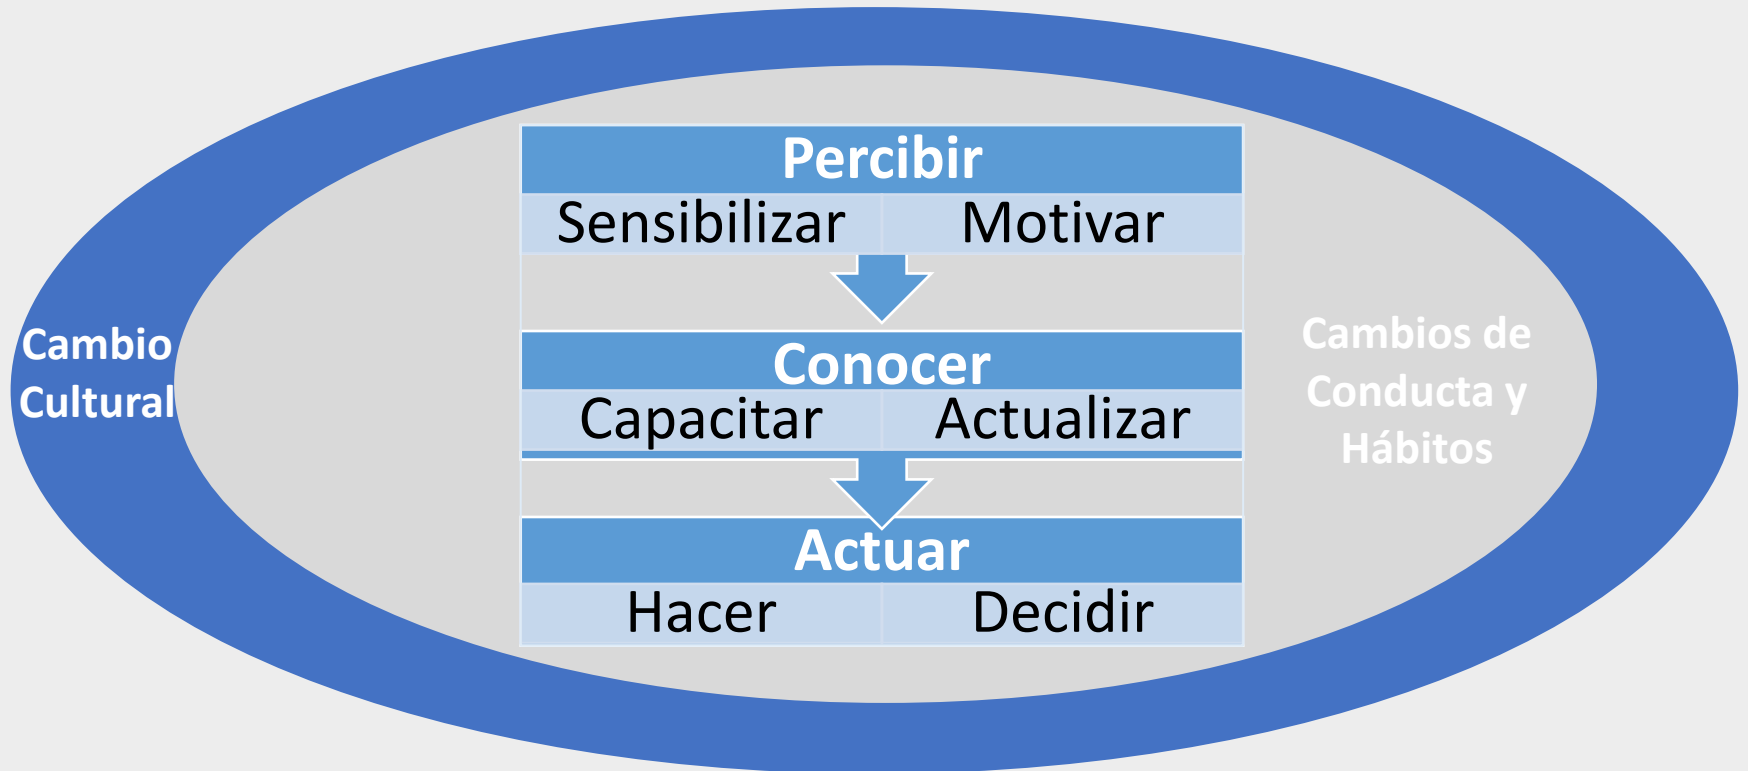 Percibir
Sensibilizar Motivar
Conocer
Capacitar Actualizar
Actuar
Hacer Decidir
Cambio
Cultural
Cambios de
Conducta y
Hábitos